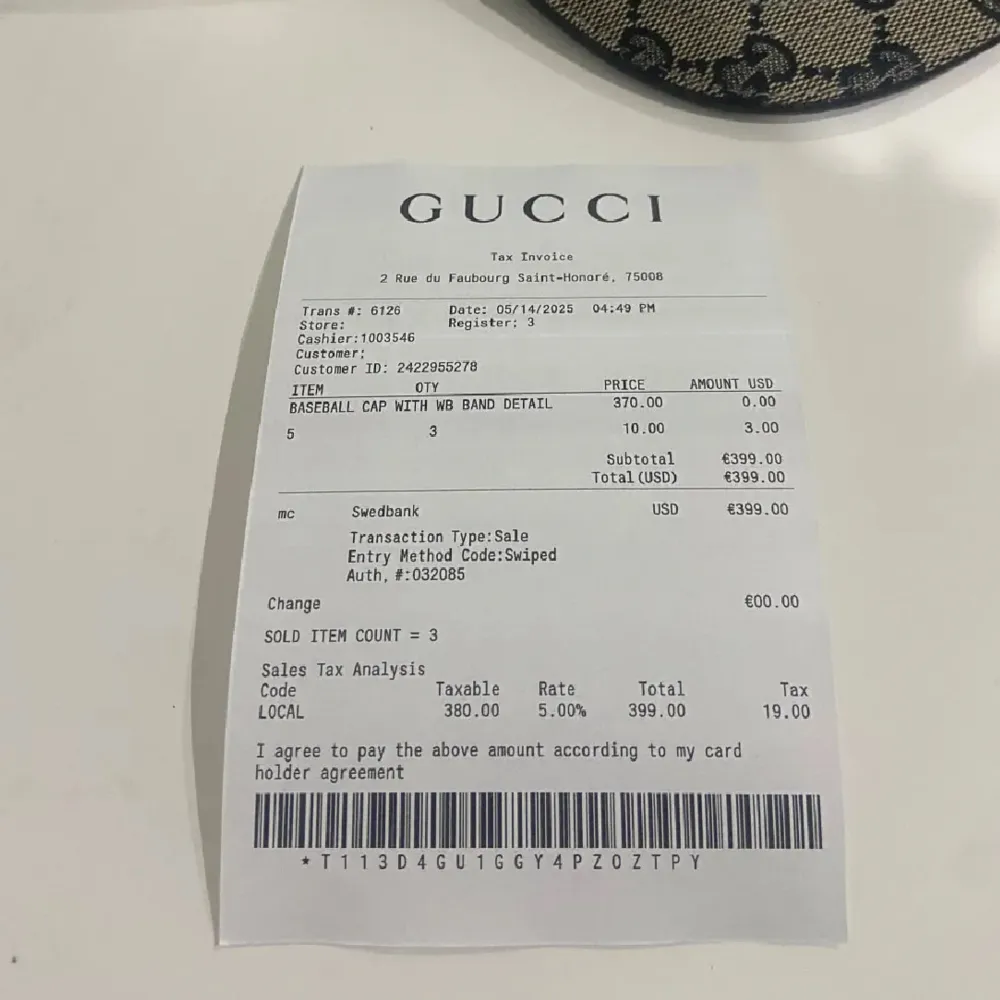 GUCCI
Tax Invoice
2 Rue du Faubourg Saint-Honoré, 75008
Trans #: 6126 Date: 05/14/2025 04:49 PM
Store: Register: 3
Cashier:1003546
Customer:
Customer ID: 2422955278
ITEM QTY PRICE AMOUNT USD
BASEBALL CAP WITH WB BAND DETAIL 370.00 0.00
5 3 10.00 3.00
Subtotal €399.00
Total(USD) €399.00
mc Swedbank USD €399.00
Transaction Type:Sale
Entry Method Code:Swiped
Auth, #:032085
Change €00.00
SOLD ITEM COUNT = 3
Sales Tax Analysis
Code Taxable Rate Total Tax
LOCAL 380.00 5.00% 399.00 19.00
I agree to pay the above amount according to my card
holder agreement
*T113D4GU1GGY4PZ0ZTPY